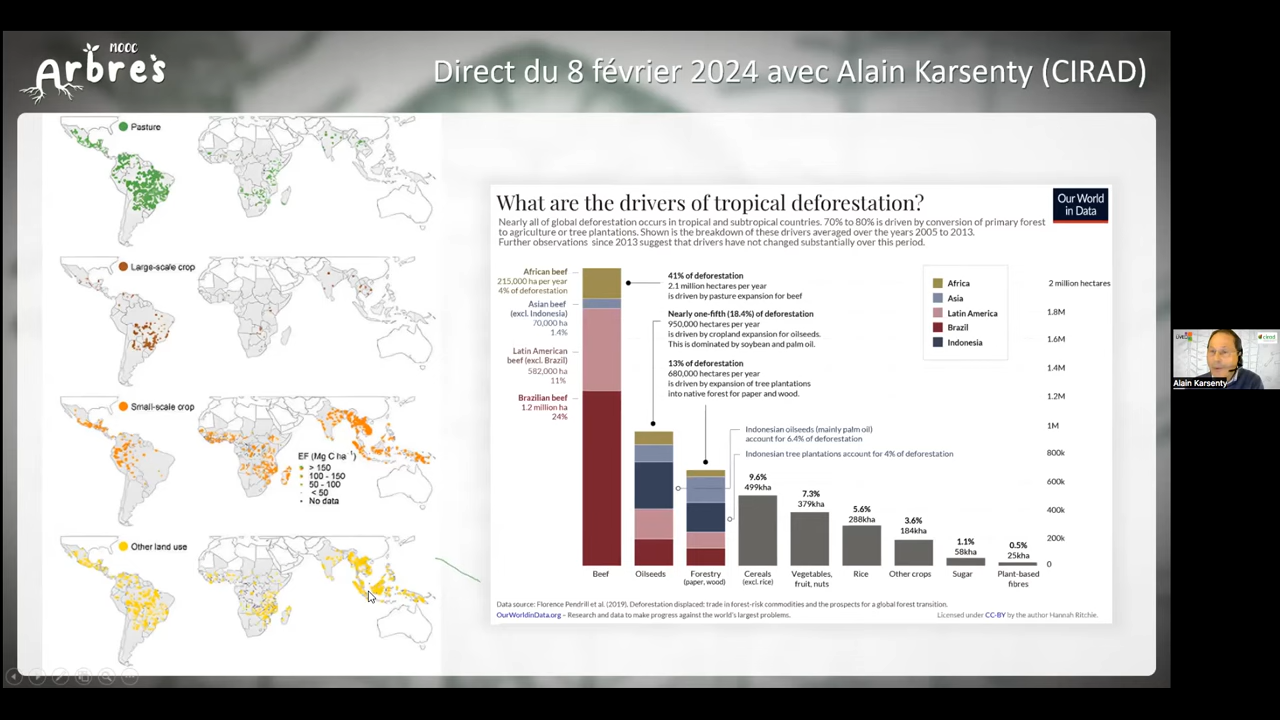 MOOC
Arbre's
Direct du 8 février 2024 avec Alain Karsenty (CIRAD)
Pasture
Large-scale crop
Small-scale crop
EF (Mg C ha⁻¹)
> 150
100 - 150
50 - 100
< 50
No data
Other land use
What are the drivers of tropical deforestation?
Our World
in Data
Nearly all of global deforestation occurs in tropical and subtropical countries. 70% to 80% is driven by conversion of primary forest
to agriculture or tree plantations. Shown is the breakdown of these drivers averaged over the years 2005 to 2013.
Further observations since 2013 suggest that drivers have not changed substantially over this period.
African beef
215,000 ha per year
4% of deforestation
Asian beef
(excl. Indonesia)
70,000 ha
1.4%
Latin American
beef (excl. Brazil)
582,000 ha
11%
Brazilian beef
1.2 million ha
24%
41% of deforestation
2.1 million hectares per year
is driven by pasture expansion for beef
Nearly one-fifth (18.4%) of deforestation
950,000 hectares per year
is driven by cropland expansion for oilseeds.
This is dominated by soybean and palm oil.
13% of deforestation
680,000 hectares per year
is driven by expansion of tree plantations
into native forest for paper and wood.
Indonesian oilseeds (mainly palm oil)
account for 6.4% of deforestation
Indonesian tree plantations account for 4% of deforestation
Africa
Asia
Latin America
Brazil
Indonesia
2 million hectares
1.8M
1.6M
1.4M
1.2M
1M
800k
600k
400k
200k
0
9.6%
499kha
7.3%
379kha
5.6%
288kha
3.6%
184kha
1.1%
58kha
0.5%
25kha
Beef
Oilseeds
Forestry
(paper, wood)
Cereals
(excl. rice)
Vegetables,
fruit, nuts
Rice
Other crops
Sugar
Plant-based
fibres
Data source: Florence Pendrill et al. (2019). Deforestation displaced: trade in forest-risk commodities and the prospects for a global forest transition.
OurWorldinData.org – Research and data to make progress against the world's largest problems.
Licensed under CC-BY by the author Hannah Ritchie.
cirad
Alain Karsenty